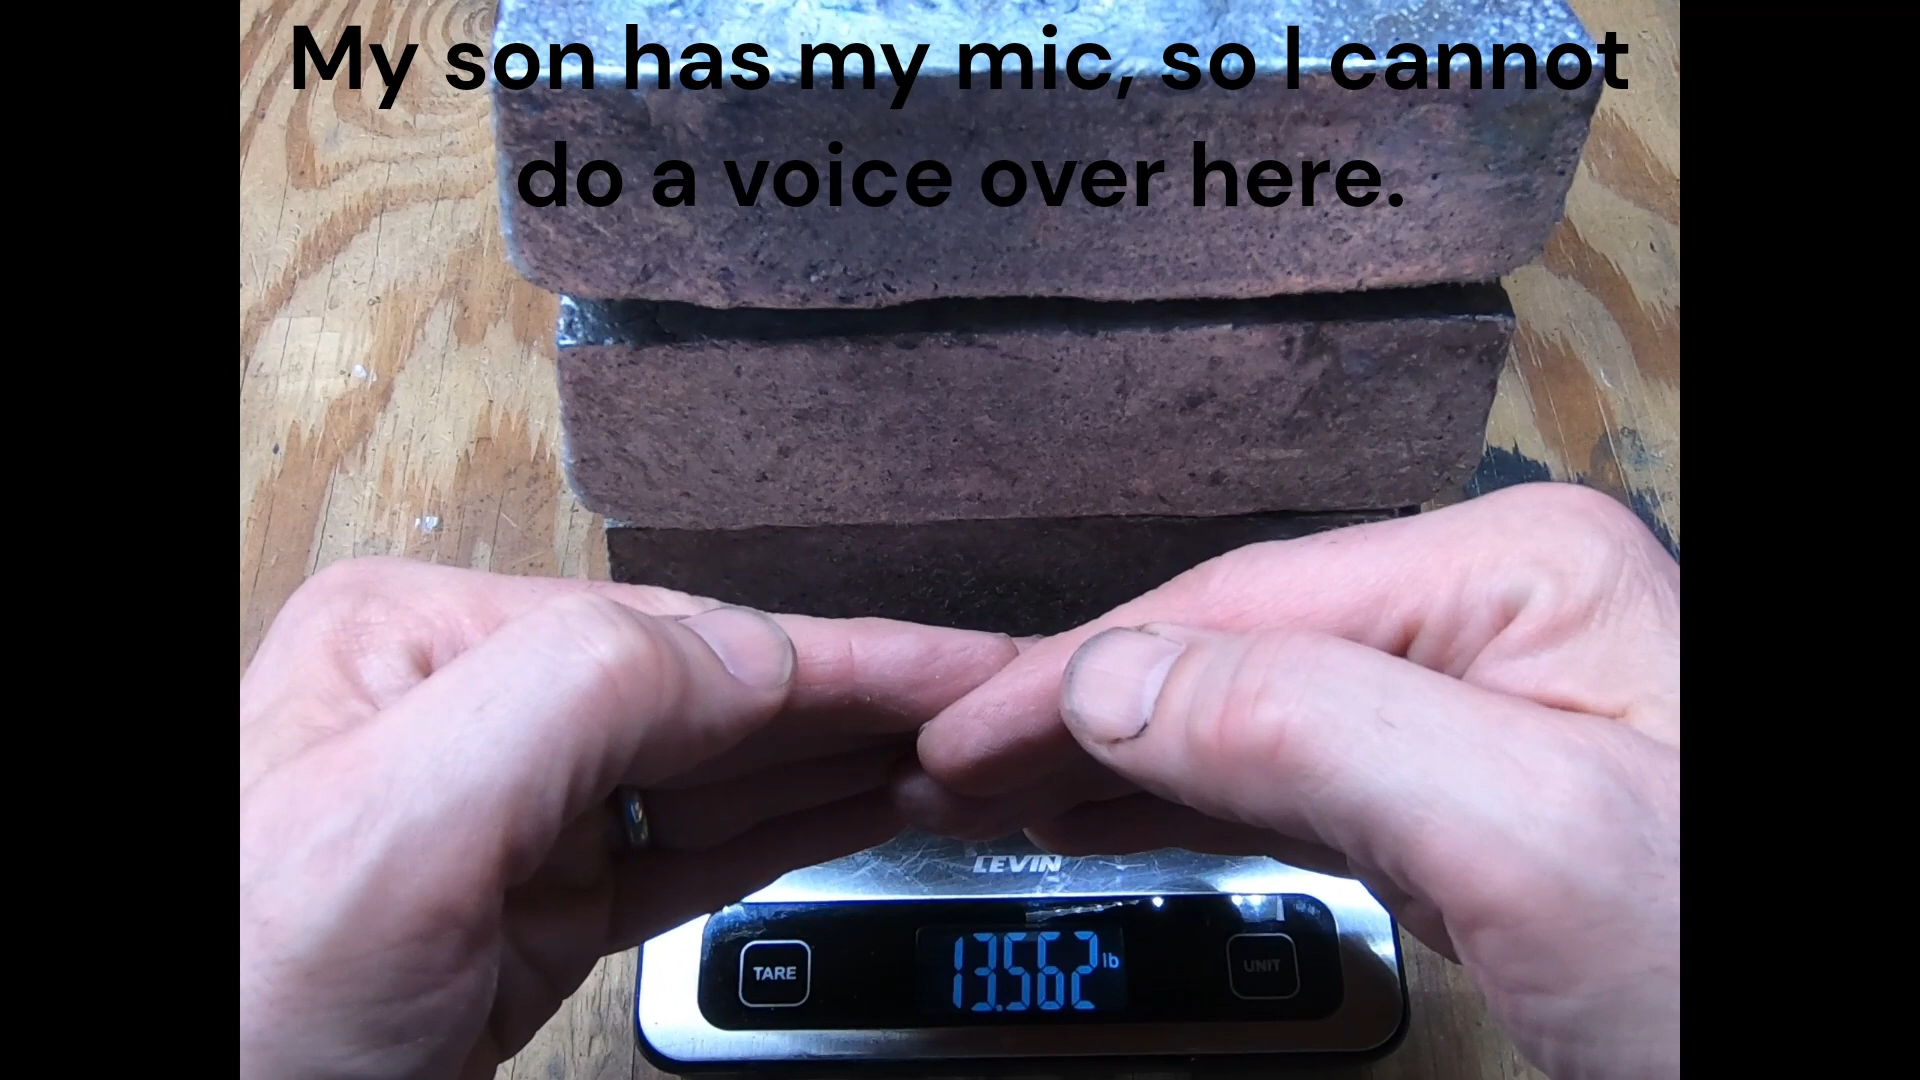 My son has my mic, so I cannot
do a voice over here.
LEVIN
TARE
13.562 lb
UNIT